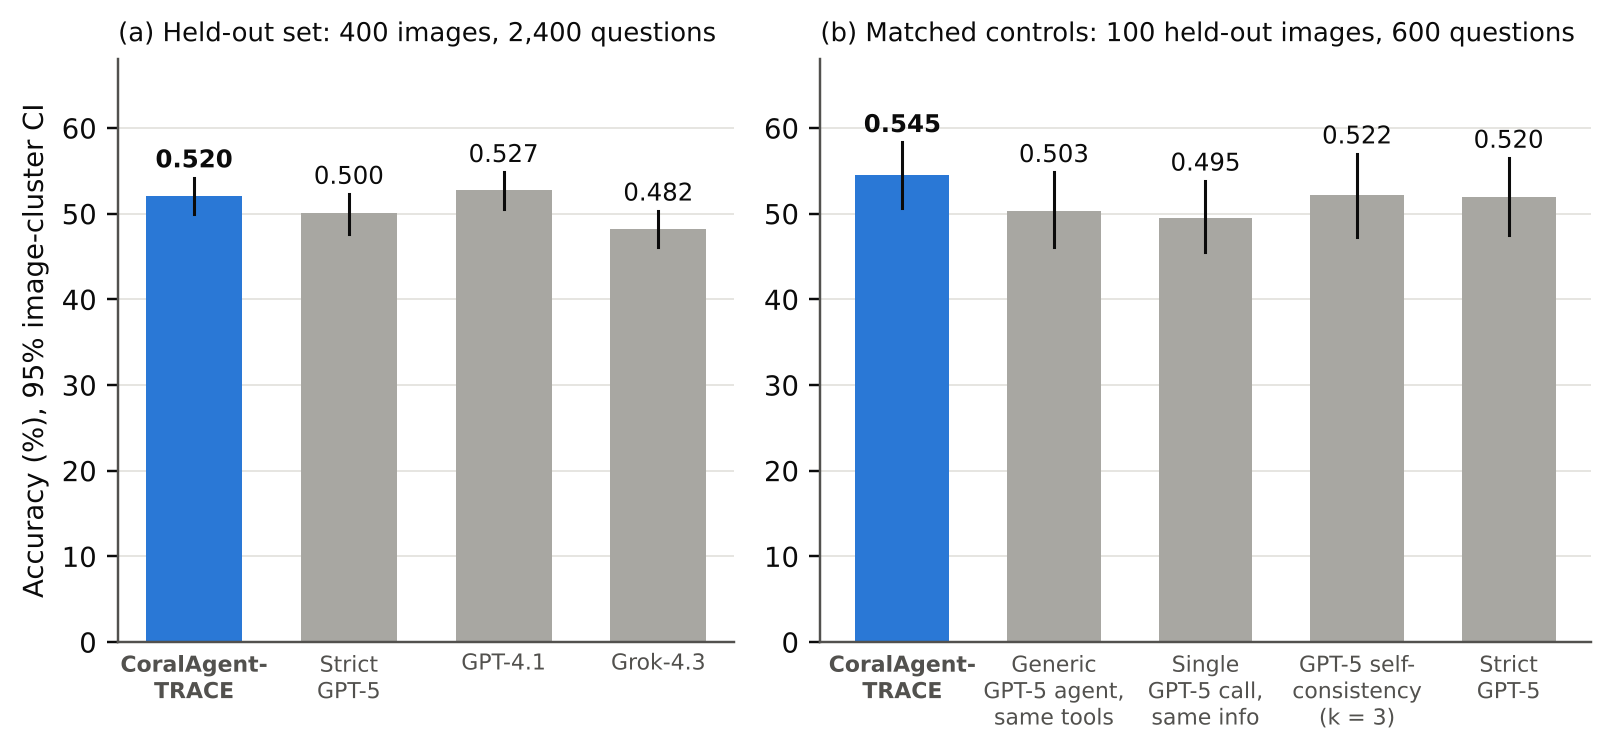 (a) Held-out set: 400 images, 2,400 questions
Accuracy (%), 95% image-cluster CI
60
50
40
30
20
10
0
0.520
0.500
0.527
0.482
CoralAgent-
TRACE
Strict
GPT-5
GPT-4.1
Grok-4.3
(b) Matched controls: 100 held-out images, 600 questions
60
50
40
30
20
10
0
0.545
0.503
0.495
0.522
0.520
CoralAgent-
TRACE
Generic
GPT-5 agent,
same tools
Single
GPT-5 call,
same info
GPT-5 self-
consistency
(k = 3)
Strict
GPT-5